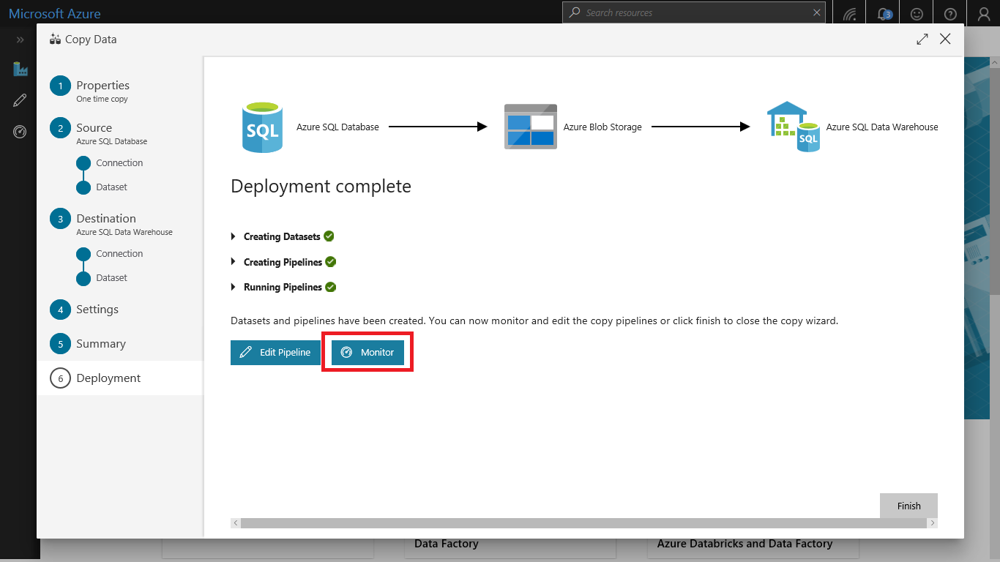 Microsoft Azure
Search resources
3
Copy Data
1 Properties
One time copy
2 Source
Azure SQL Database
Connection
Dataset
3 Destination
Azure SQL Data Warehouse
Connection
Dataset
4 Settings
5 Summary
6 Deployment
SQL Azure SQL Database
Azure Blob Storage
SQL Azure SQL Data Warehouse
Deployment complete
Creating Datasets
Creating Pipelines
Running Pipelines
Datasets and pipelines have been created. You can now monitor and edit the copy pipelines or click finish to close the copy wizard.
Edit Pipeline
Monitor
Finish
Data Factory
Azure Databricks and Data Factory